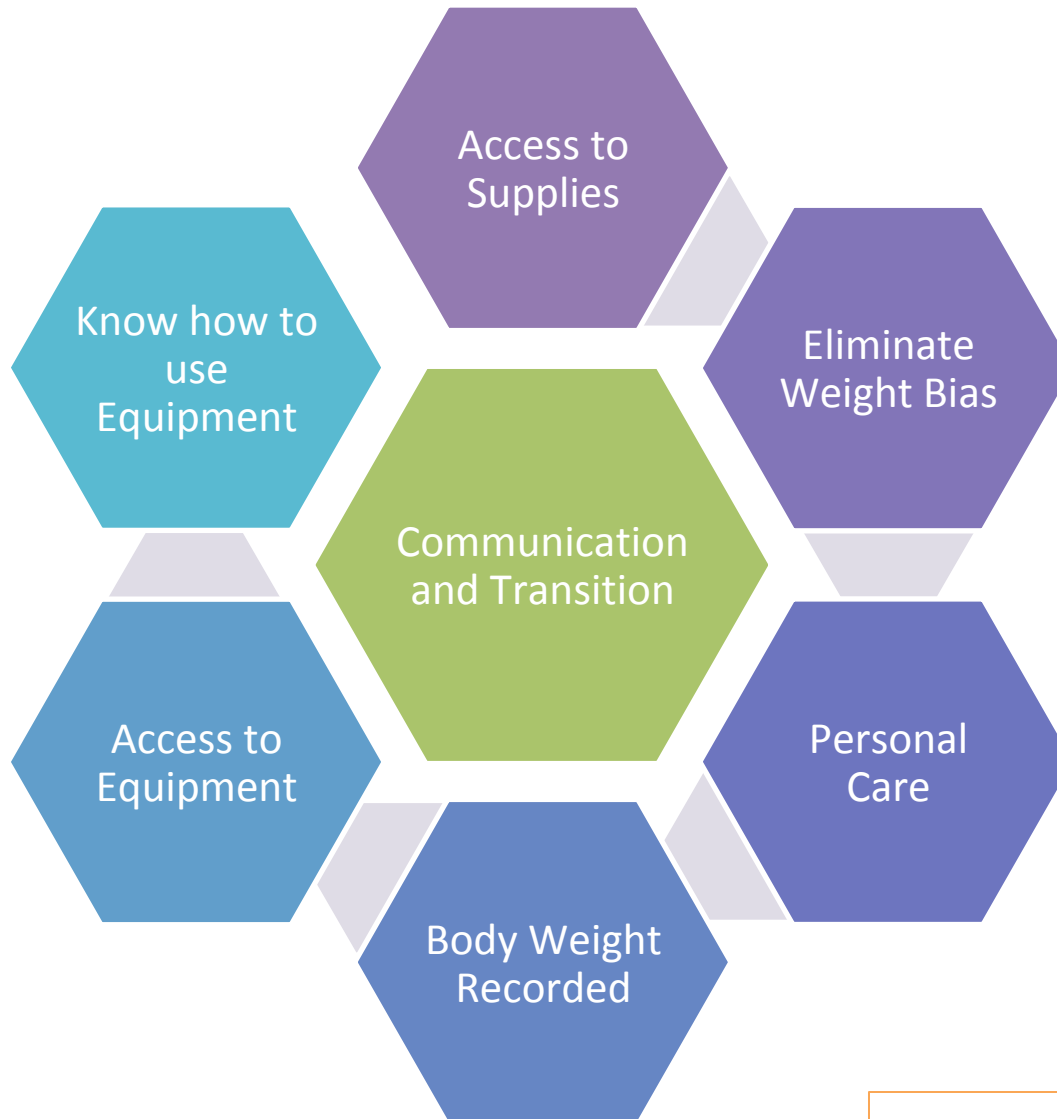 Access to
Supplies
Eliminate
Weight Bias
Personal
Care
Body Weight
Recorded
Access to
Equipment
Know how to
use
Equipment
Communication
and Transition